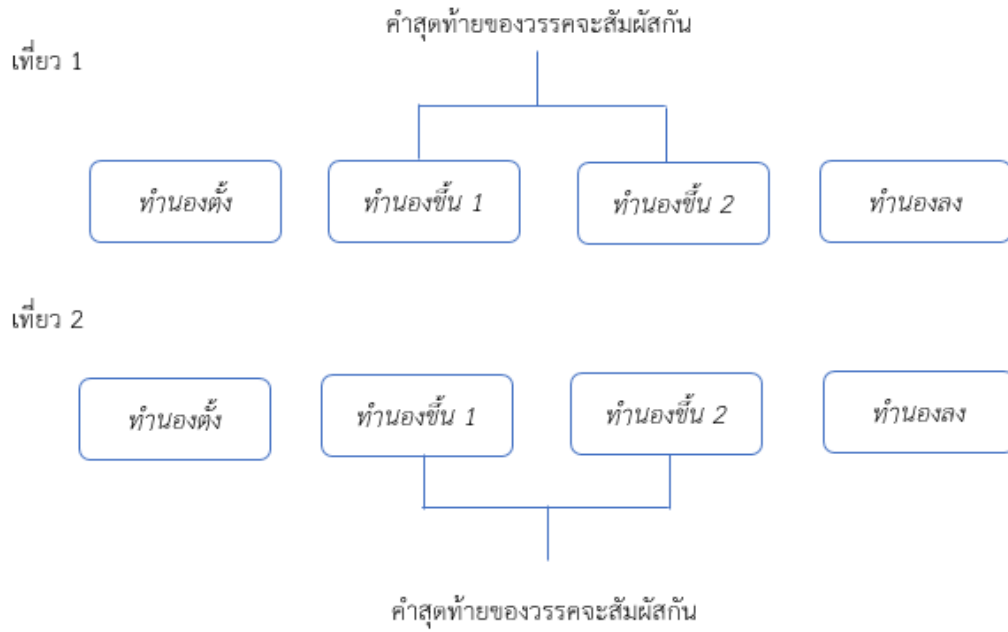 คำสุดท้ายของวรรคจะสัมผัสกัน
เที่ยว 1
ทำนองตั้ง ทำนองขึ้น 1 ทำนองขึ้น 2 ทำนองลง
เที่ยว 2
ทำนองตั้ง ทำนองขึ้น 1 ทำนองขึ้น 2 ทำนองลง
คำสุดท้ายของวรรคจะสัมผัสกัน